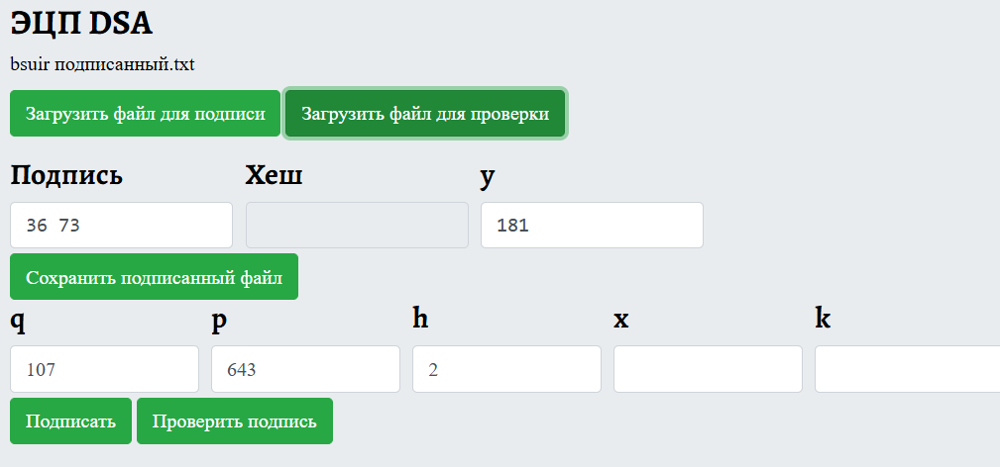 ЭЦП DSA
bsuir подписанный.txt
Загрузить файл для подписи Загрузить файл для проверки
Подпись Хеш y
36 73 181
Сохранить подписанный файл
q p h x k
107 643 2
Подписать Проверить подпись